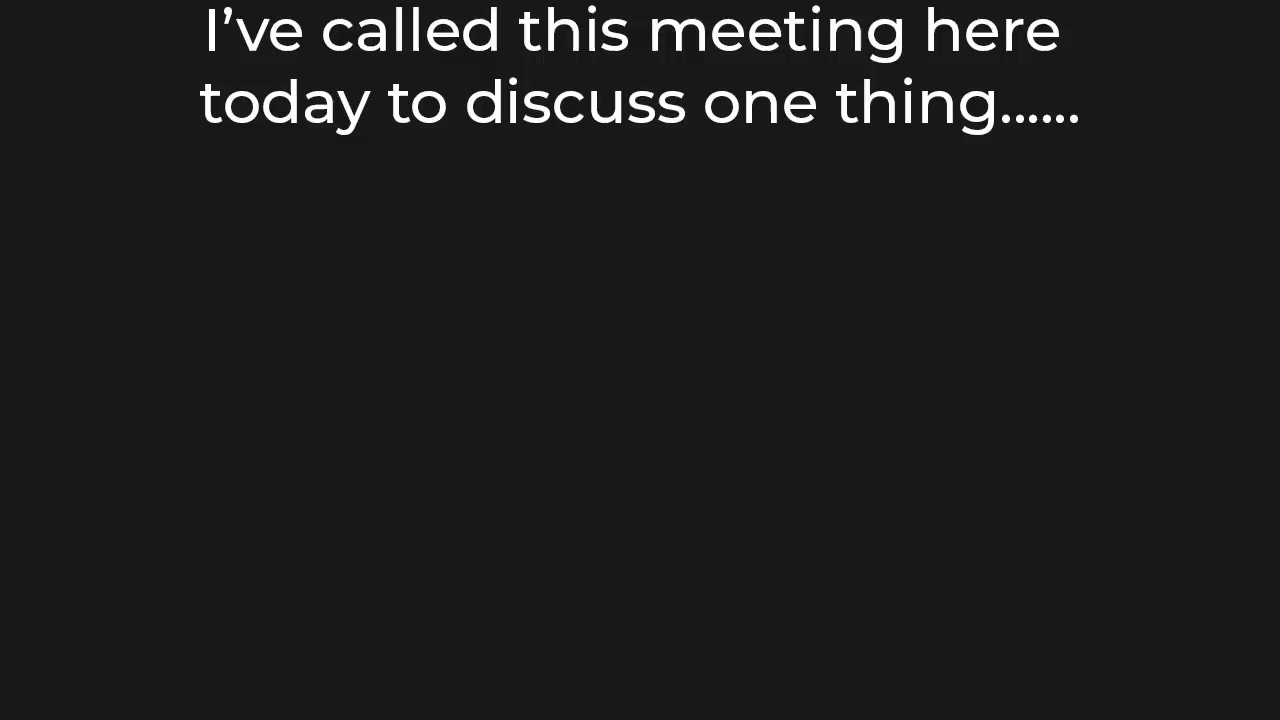 I’ve called this meeting here
today to discuss one thing......